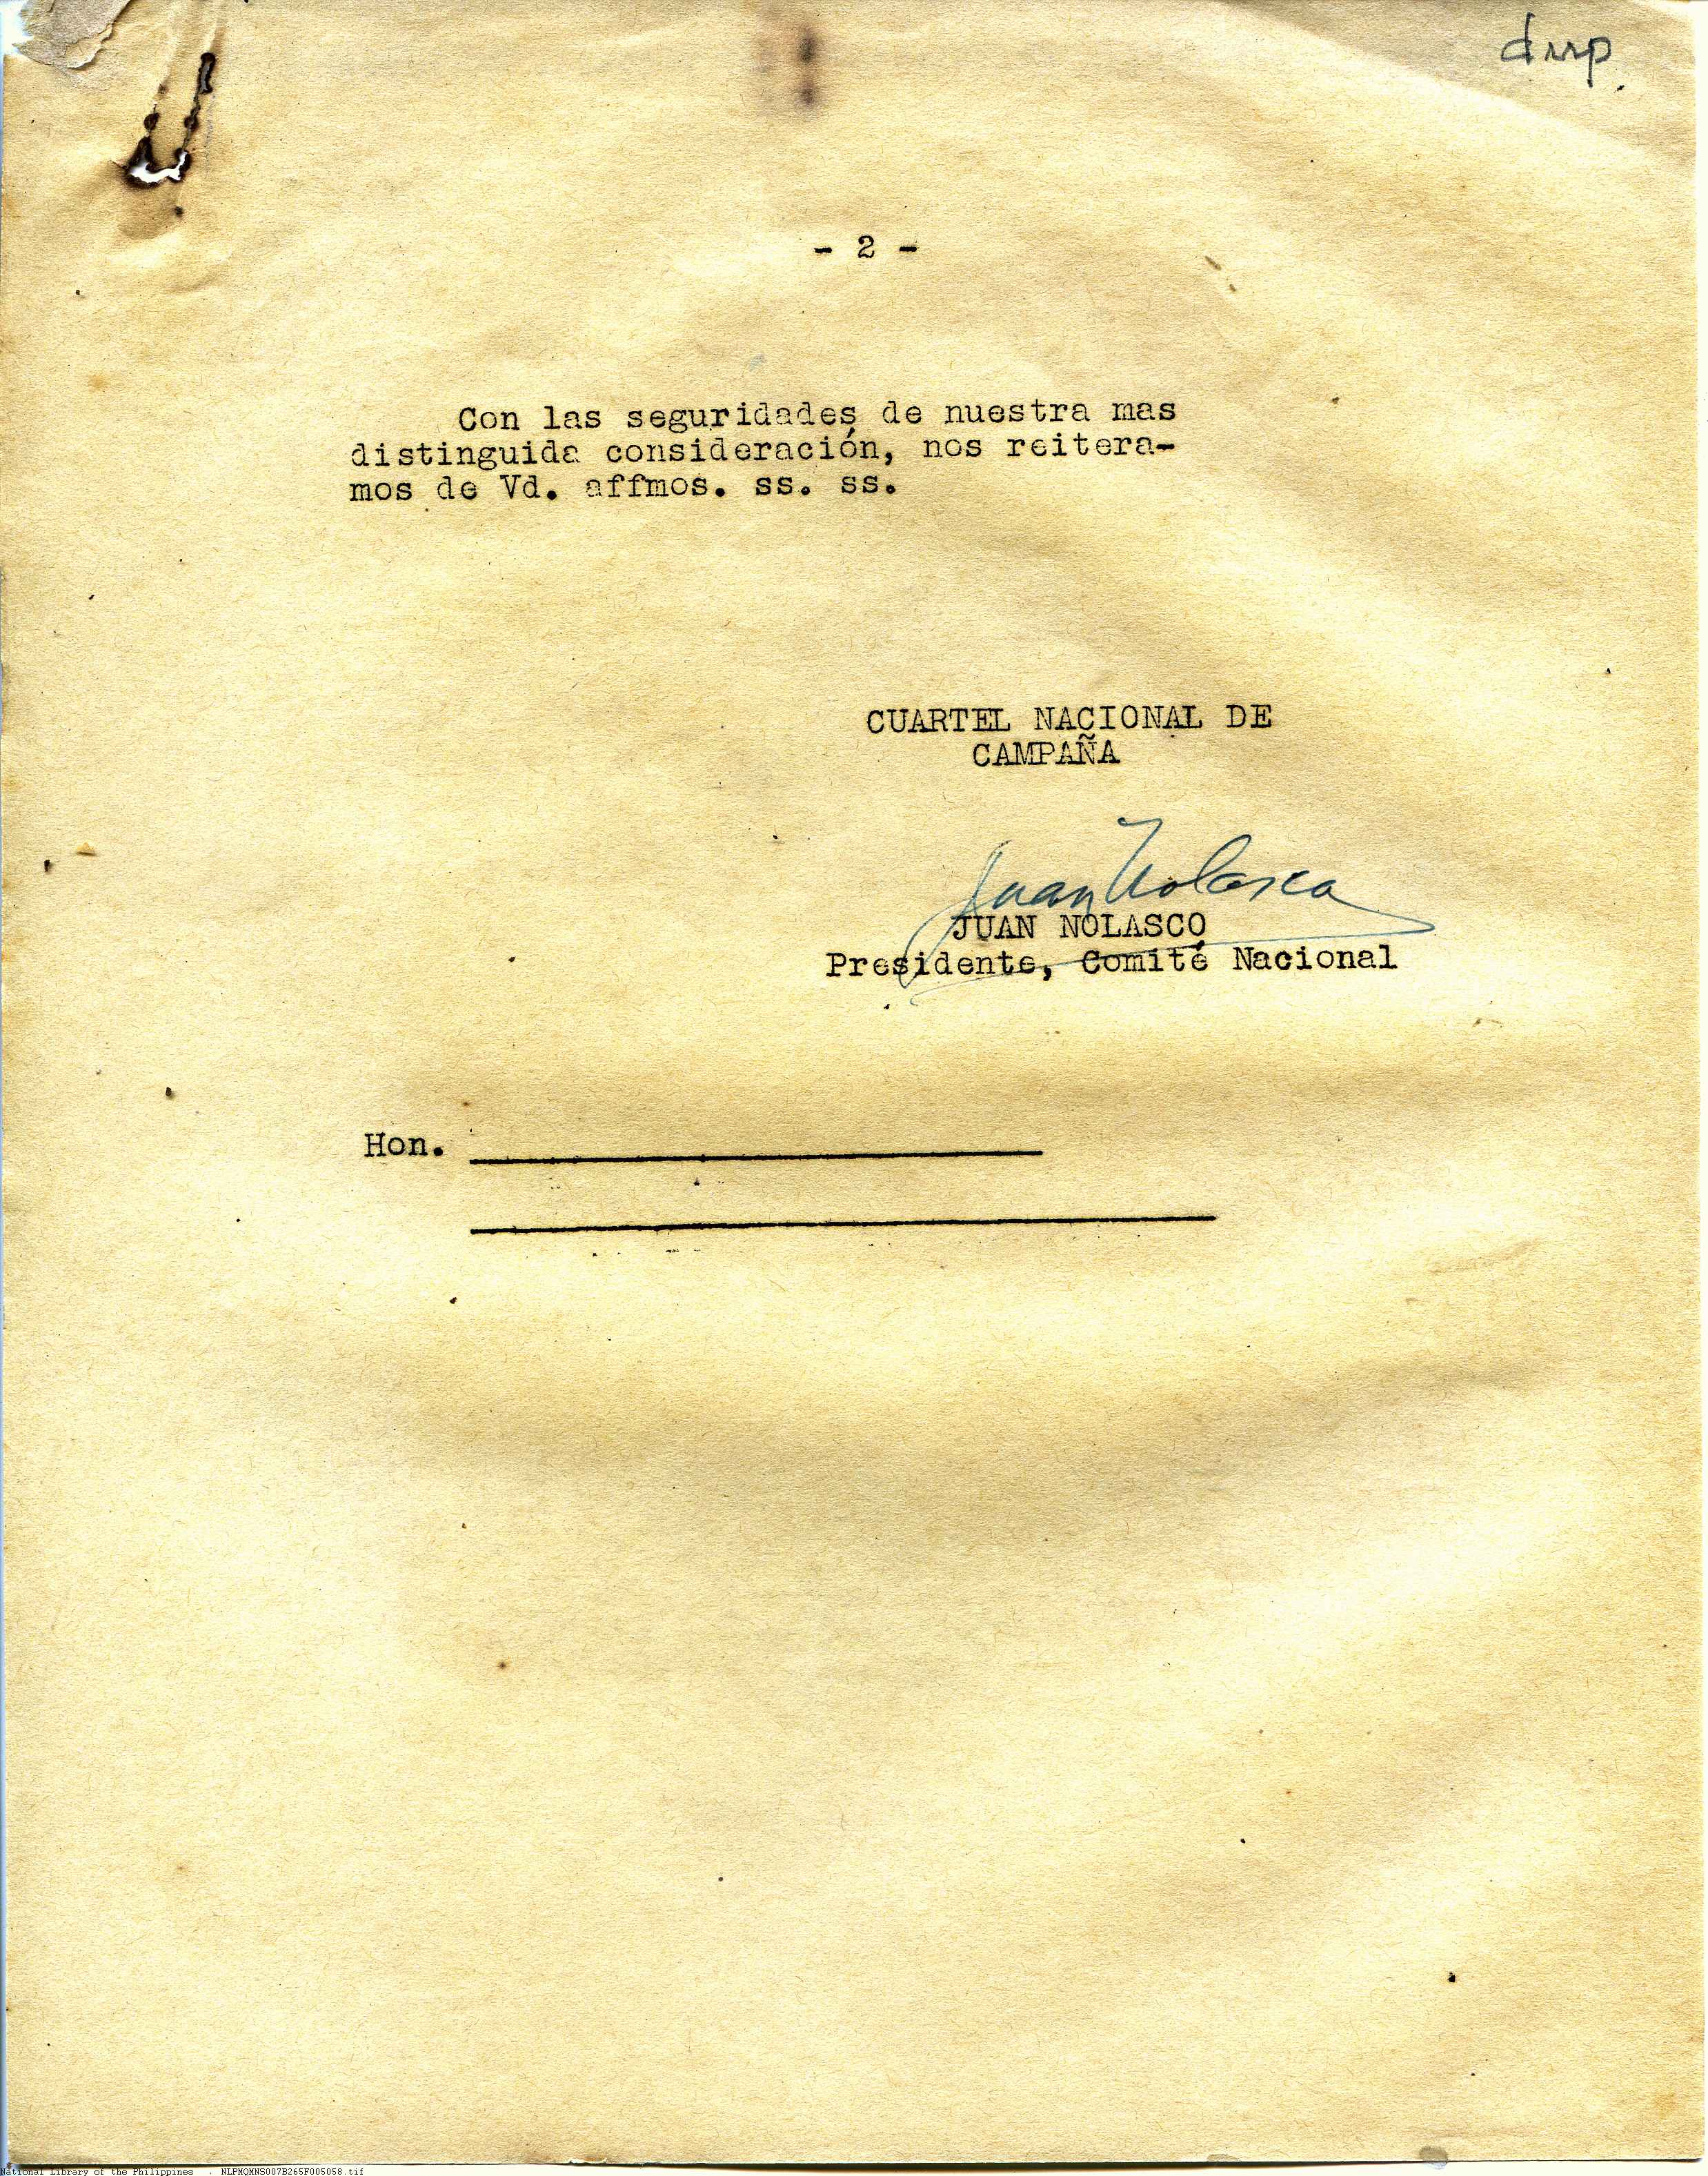 dup
- 2 -
Con las seguridades de nuestra mas
distinguida consideración, nos reitera-
mos de Vd. affmos. ss. ss.
CUARTEL NACIONAL DE
CAMPAÑA
Juan Nolasco
JUAN NOLASCO
Presidente, Comité Nacional
Hon.
National Library of the Philippines . NLPMQMNS007B265F005058.tif